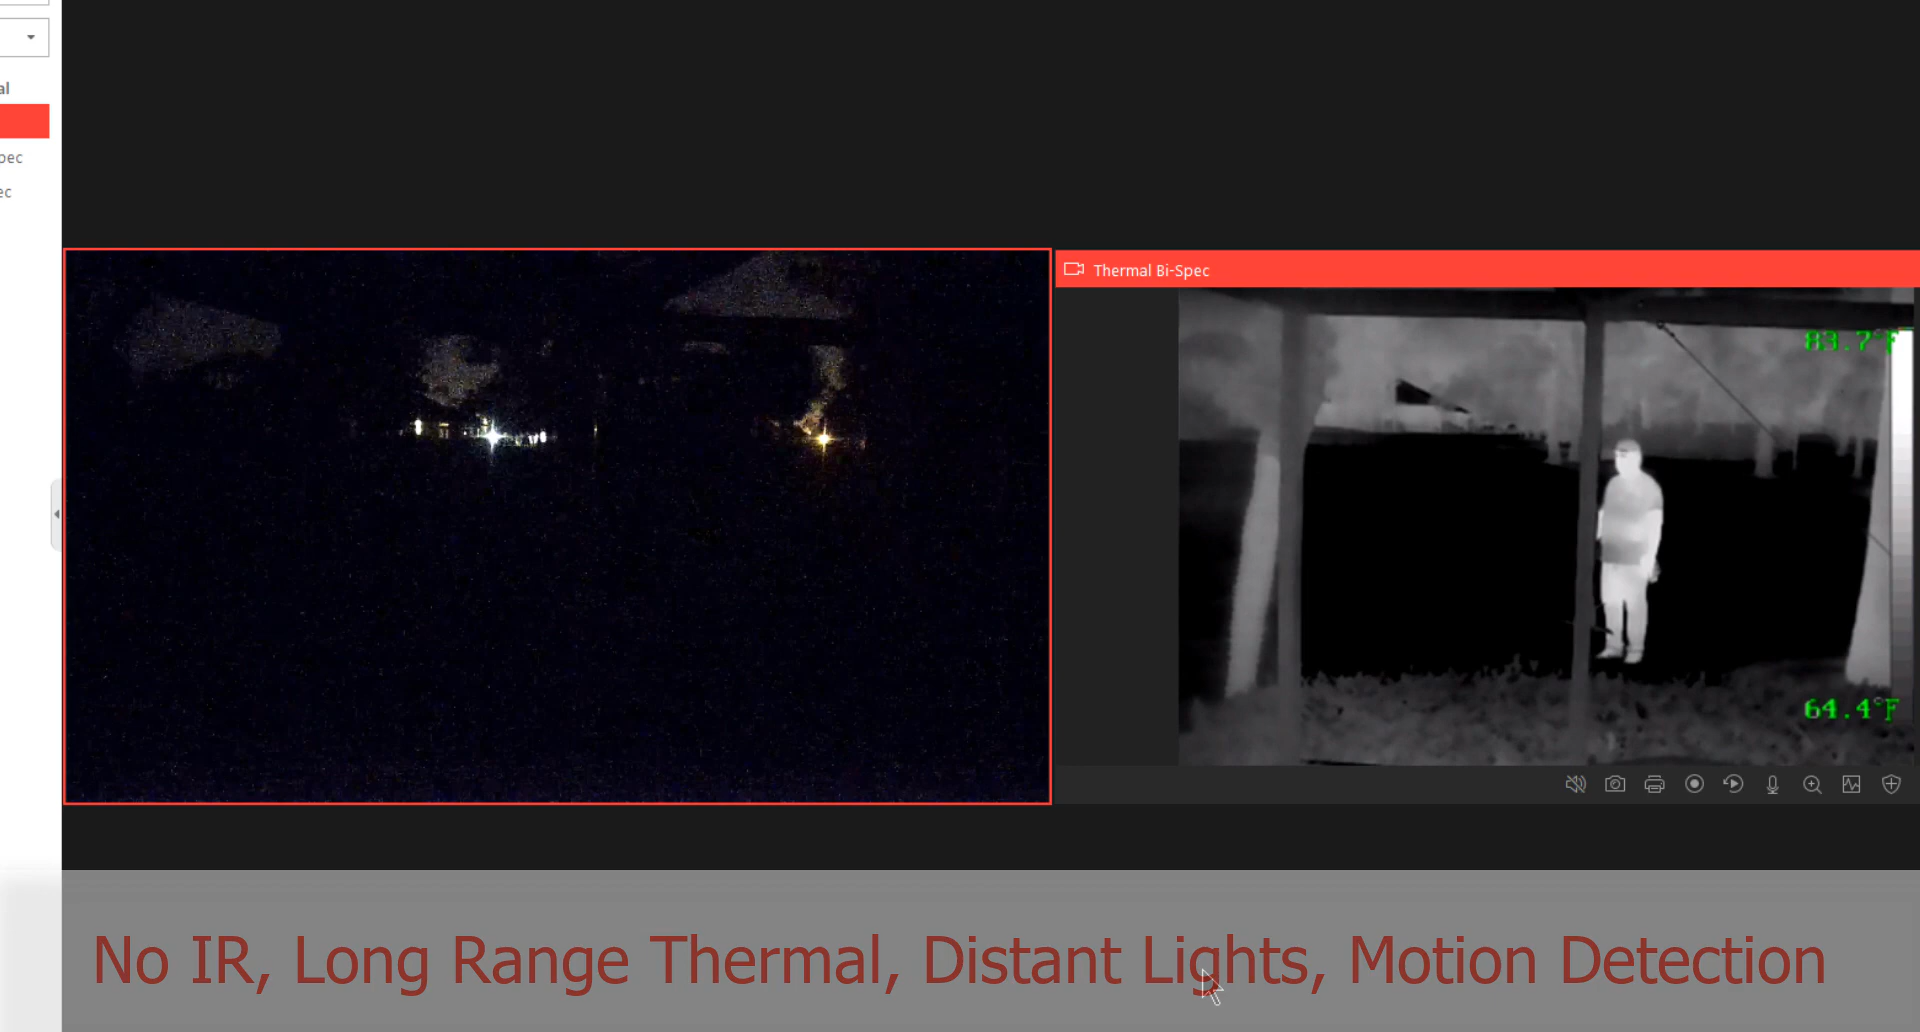 al
pec
ec
Thermal Bi-Spec
83.7°F
64.4°F
No IR, Long Range Thermal, Distant Lights, Motion Detection